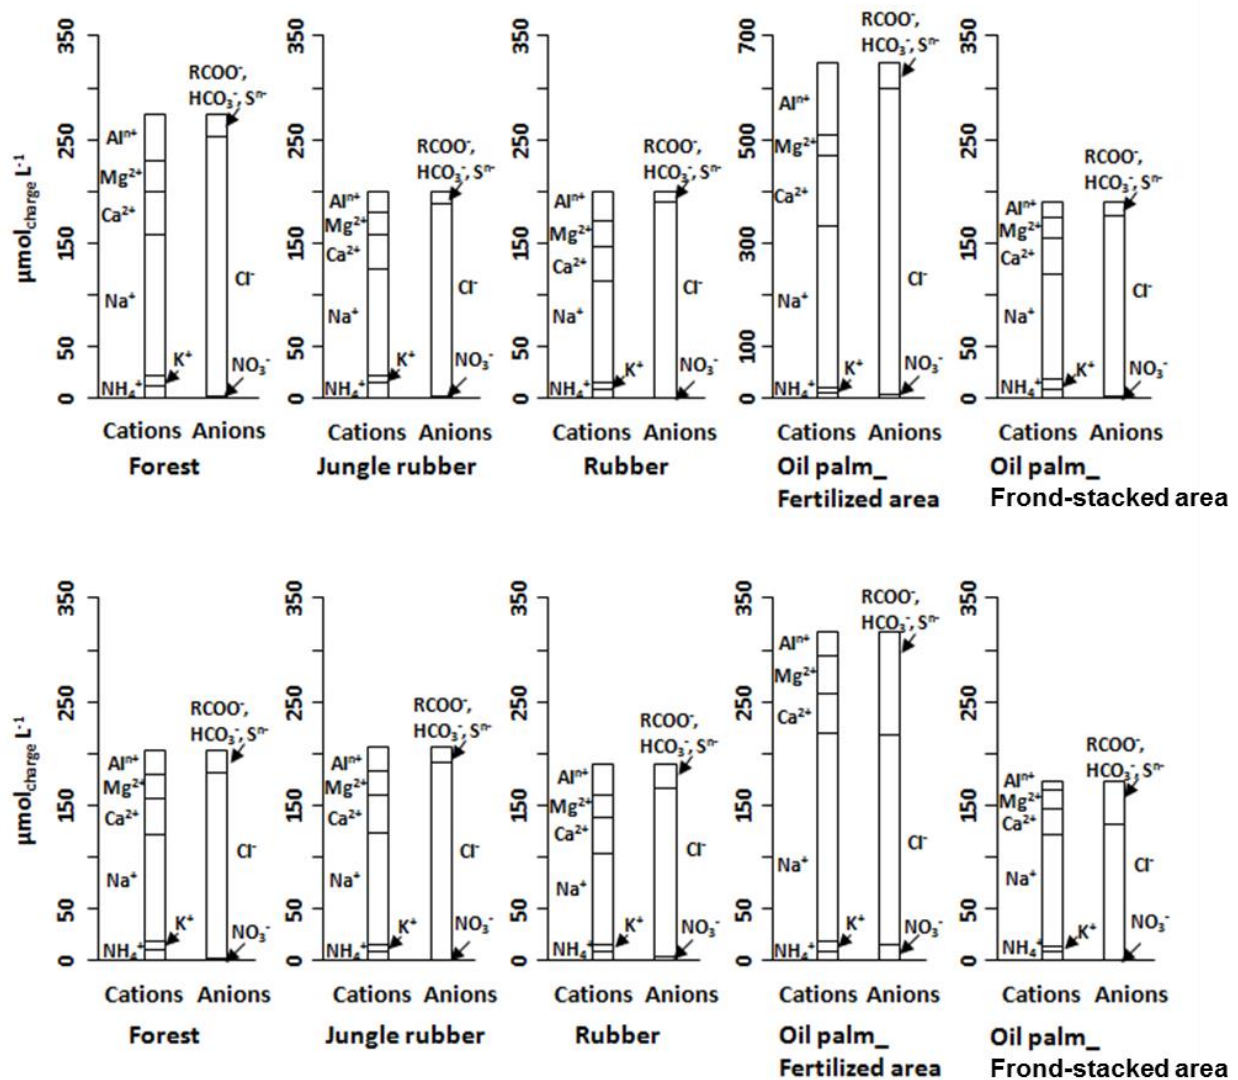 350 350 350 700 350
RCOO⁻,
HCO₃⁻, Sⁿ⁻
RCOO⁻,
HCO₃⁻, Sⁿ⁻
RCOO⁻,
HCO₃⁻, Sⁿ⁻
RCOO⁻,
HCO₃⁻, Sⁿ⁻
RCOO⁻,
HCO₃⁻, Sⁿ⁻
250 250 250 500 250
150 150 150 300 150
50 50 50 100 50
0 0 0 0 0
μmolcharge L⁻¹
Alⁿ⁺ Alⁿ⁺ Alⁿ⁺ Alⁿ⁺ Alⁿ⁺
Mg²⁺ Mg²⁺ Mg²⁺ Mg²⁺ Mg²⁺
Ca²⁺ Ca²⁺ Ca²⁺ Ca²⁺ Ca²⁺
Cl⁻ Cl⁻ Cl⁻ Cl⁻ Cl⁻
Na⁺ Na⁺ Na⁺ Na⁺ Na⁺
K⁺ NO₃⁻ K⁺ NO₃⁻ K⁺ NO₃⁻ K⁺ NO₃⁻ K⁺ NO₃⁻
NH₄⁺ NH₄⁺ NH₄⁺ NH₄⁺ NH₄⁺
Cations Anions Cations Anions Cations Anions Cations Anions Cations Anions
Forest Jungle rubber Rubber Oil palm_ Oil palm_
Fertilized area Frond-stacked area
350 350 350 350 350
RCOO⁻,
HCO₃⁻, Sⁿ⁻
RCOO⁻,
HCO₃⁻, Sⁿ⁻
RCOO⁻,
HCO₃⁻, Sⁿ⁻
RCOO⁻,
HCO₃⁻, Sⁿ⁻
RCOO⁻,
HCO₃⁻, Sⁿ⁻
250 250 250 250 250
150 150 150 150 150
50 50 50 50 50
0 0 0 0 0
μmolcharge L⁻¹
Alⁿ⁺ Alⁿ⁺ Alⁿ⁺ Alⁿ⁺ Alⁿ⁺
Mg²⁺ Mg²⁺ Mg²⁺ Mg²⁺ Mg²⁺
Ca²⁺ Ca²⁺ Ca²⁺ Ca²⁺ Ca²⁺
Cl⁻ Cl⁻ Cl⁻ Cl⁻ Cl⁻
Na⁺ Na⁺ Na⁺ Na⁺ Na⁺
K⁺ NO₃⁻ K⁺ NO₃⁻ K⁺ NO₃⁻ K⁺ NO₃⁻ K⁺ NO₃⁻
NH₄⁺ NH₄⁺ NH₄⁺ NH₄⁺ NH₄⁺
Cations Anions Cations Anions Cations Anions Cations Anions Cations Anions
Forest Jungle rubber Rubber Oil palm_ Oil palm_
Fertilized area Frond-stacked area